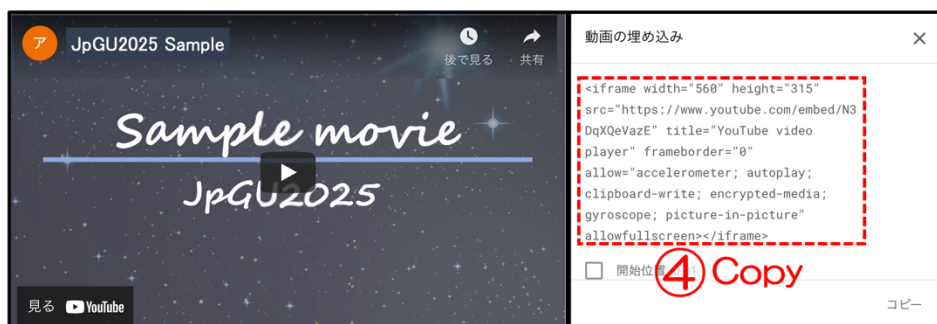 ア JpGU2025 Sample
後で見る 共有
Sample movie
JpGU2025
見る YouTube
動画の埋め込み
<iframe width="560" height="315"
src="https://www.youtube.com/embed/N3
DqXQeVazE" title="YouTube video
player" frameborder="0"
allow="accelerometer; autoplay;
clipboard-write; encrypted-media;
gyroscope; picture-in-picture"
allowfullscreen></iframe>
開始位置
④ Copy
コピー